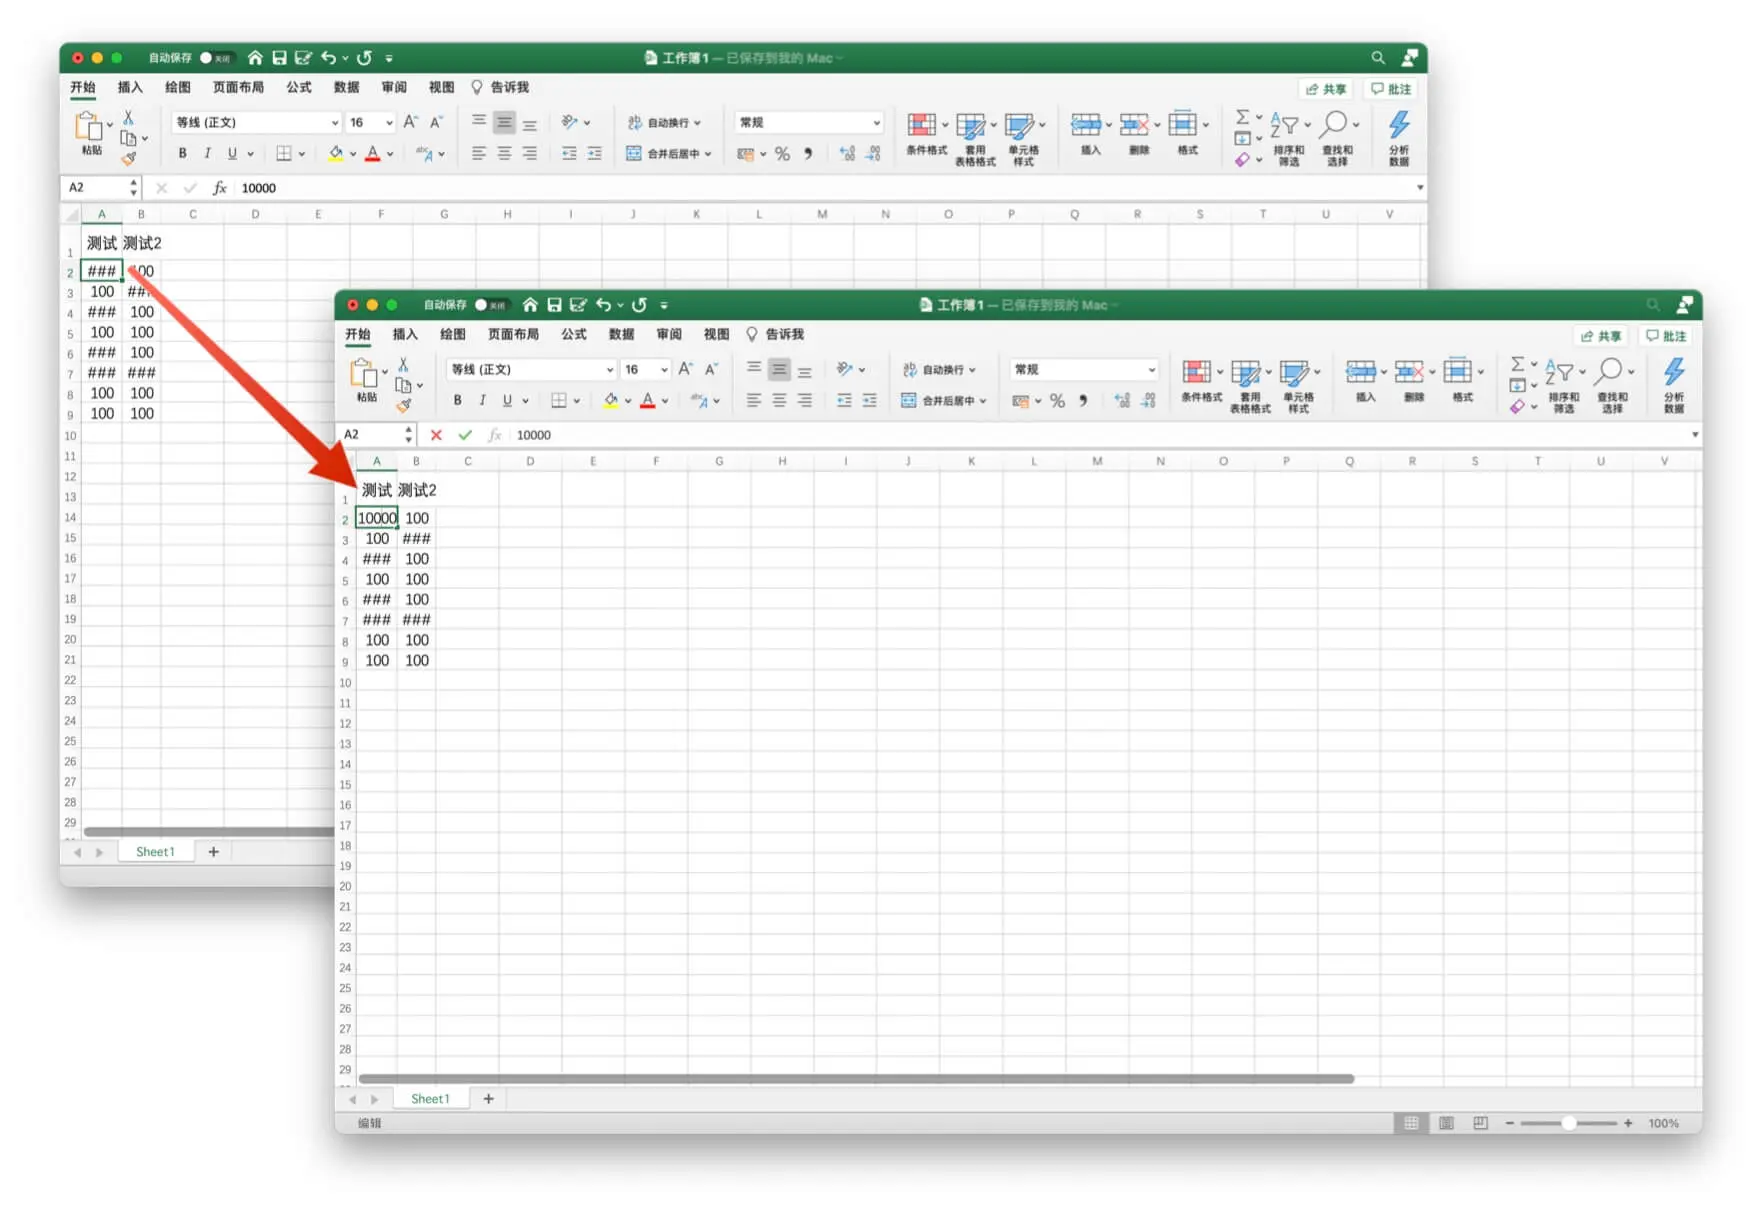 自动保存 关闭 工作簿1 — 已保存到我的 Mac
开始 插入 绘图 页面布局 公式 数据 审阅 视图 告诉我 共享 批注
等线 (正文) 16 A A 自动换行 常规
粘贴 B I U A abc A 合并后居中 % 条件格式 套用表格格式 单元格样式 插入 删除 格式 排序和筛选 查找和选择 分析数据
A2 fx 10000
A B C D E F G H I J K L M N O P Q R S T U V
1 测试 测试2
2 ### 100
3 100 ###
4 ### 100
5 100 100
6 ### 100
7 ### ###
8 100 100
9 100 100
10
11
12
13
14
15
16
17
18
19
20
21
22
23
24
25
26
27
28
29
Sheet1 +
自动保存 关闭 工作簿1 — 已保存到我的 Mac
开始 插入 绘图 页面布局 公式 数据 审阅 视图 告诉我 共享 批注
等线 (正文) 16 A A 自动换行 常规
粘贴 B I U A abc A 合并后居中 % 条件格式 套用表格格式 单元格样式 插入 删除 格式 排序和筛选 查找和选择 分析数据
A2 fx 10000
A B C D E F G H I J K L M N O P Q R S T U V
1 测试 测试2
2 10000 100
3 100 ###
4 ### 100
5 100 100
6 ### 100
7 ### ###
8 100 100
9 100 100
10
11
12
13
14
15
16
17
18
19
20
21
22
23
24
25
26
27
28
29
Sheet1 +
编辑 − + 100%